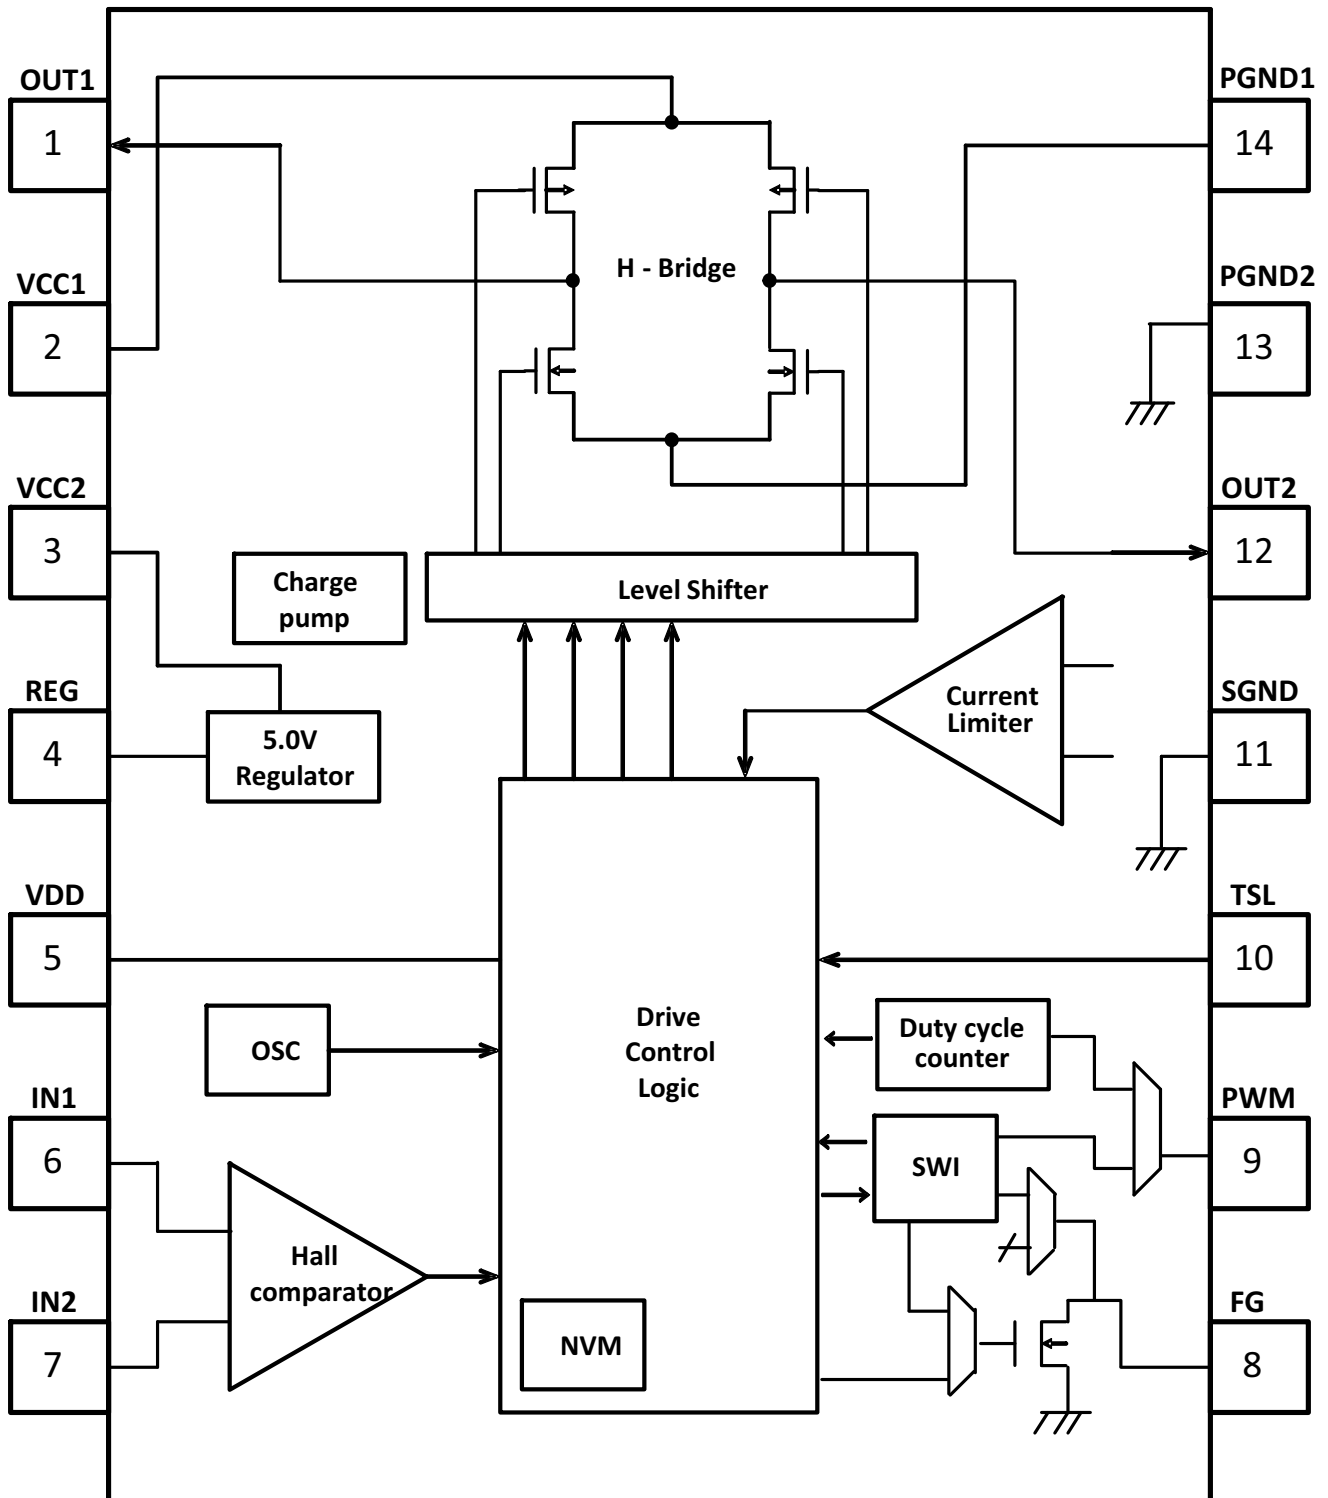 OUT1
1
VCC1
2
VCC2
3
REG
4
VDD
5
IN1
6
IN2
7
PGND1
14
PGND2
13
OUT2
12
SGND
11
TSL
10
PWM
9
FG
8
H - Bridge
Charge
pump
Level Shifter
5.0V
Regulator
Current
Limiter
OSC
Drive
Control
Logic
Duty cycle
counter
SWI
Hall
comparator
NVM